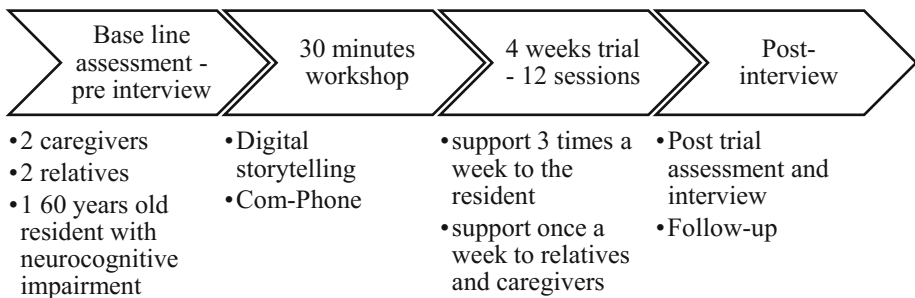 Base line
assessment -
pre interview
30 minutes
workshop
4 weeks trial
- 12 sessions
Post-
interview
•2 caregivers
•2 relatives
•1 60 years old
resident with
neurocognitive
impairment
•Digital
storytelling
•Com-Phone
•support 3 times a
week to the
resident
•support once a
week to relatives
and caregivers
•Post trial
assessment and
interview
•Follow-up